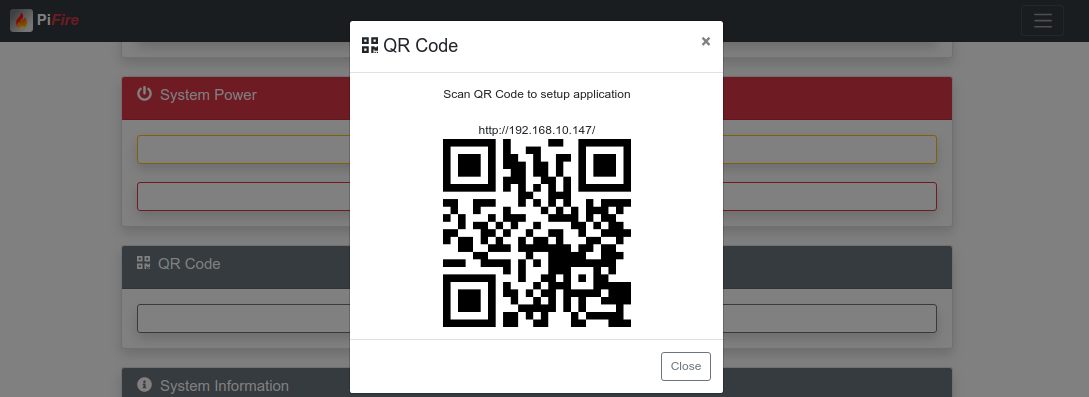 PiFire
QR Code
×
Scan QR Code to setup application
http://192.168.10.147/
System Power
QR Code
Close
System Information